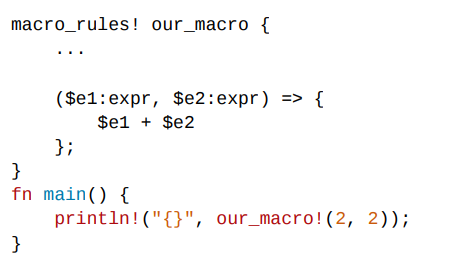 macro_rules! our_macro {
    ...

    ($e1:expr, $e2:expr) => {
        $e1 + $e2
    };
}
fn main() {
    println!("{}", our_macro!(2, 2));
}